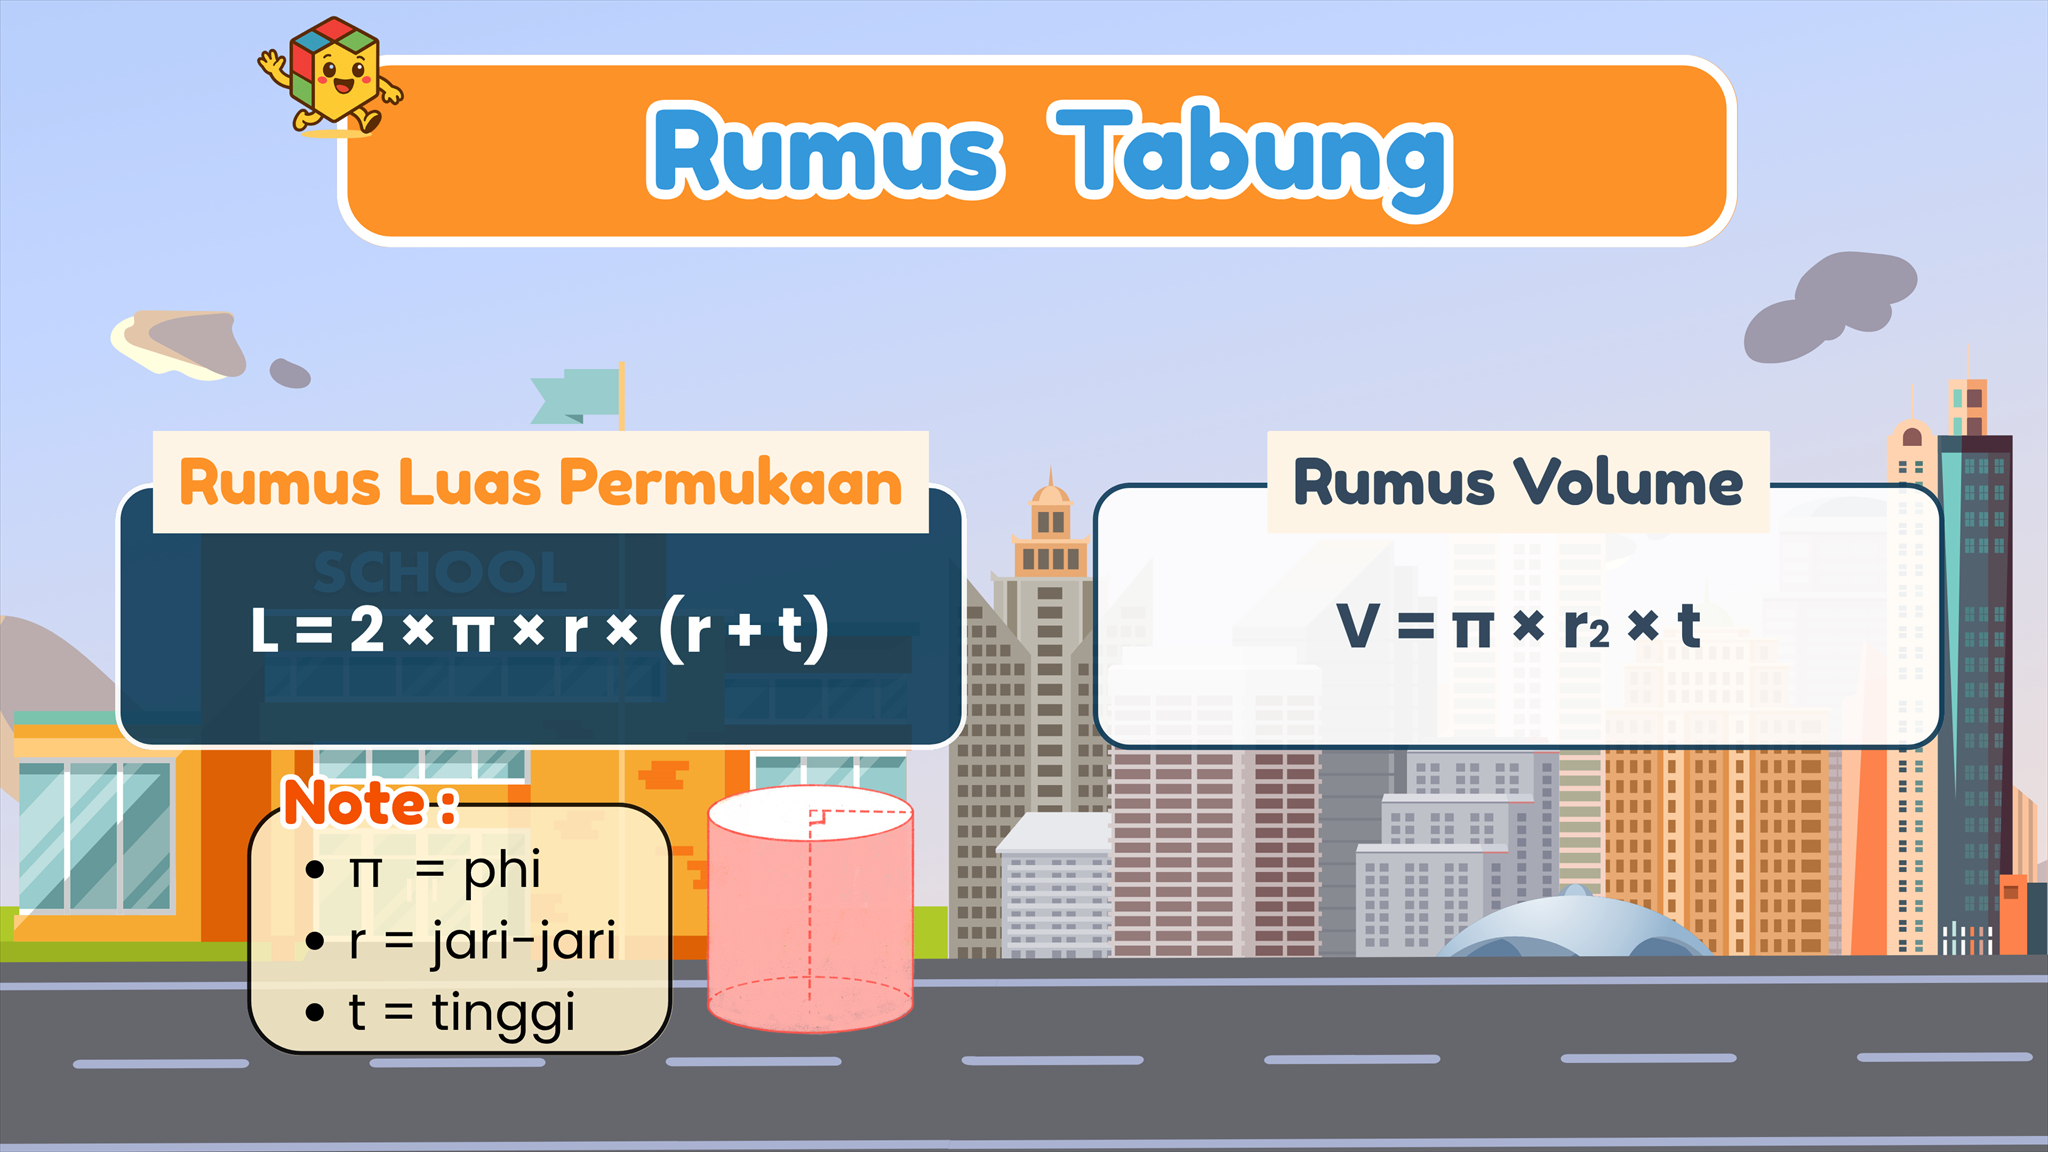 Rumus Tabung
Rumus Luas Permukaan
SCHOOL
L = 2 × π × r × (r + t)
Rumus Volume
V = π × r₂ × t
Note :
• π = phi
• r = jari-jari
• t = tinggi